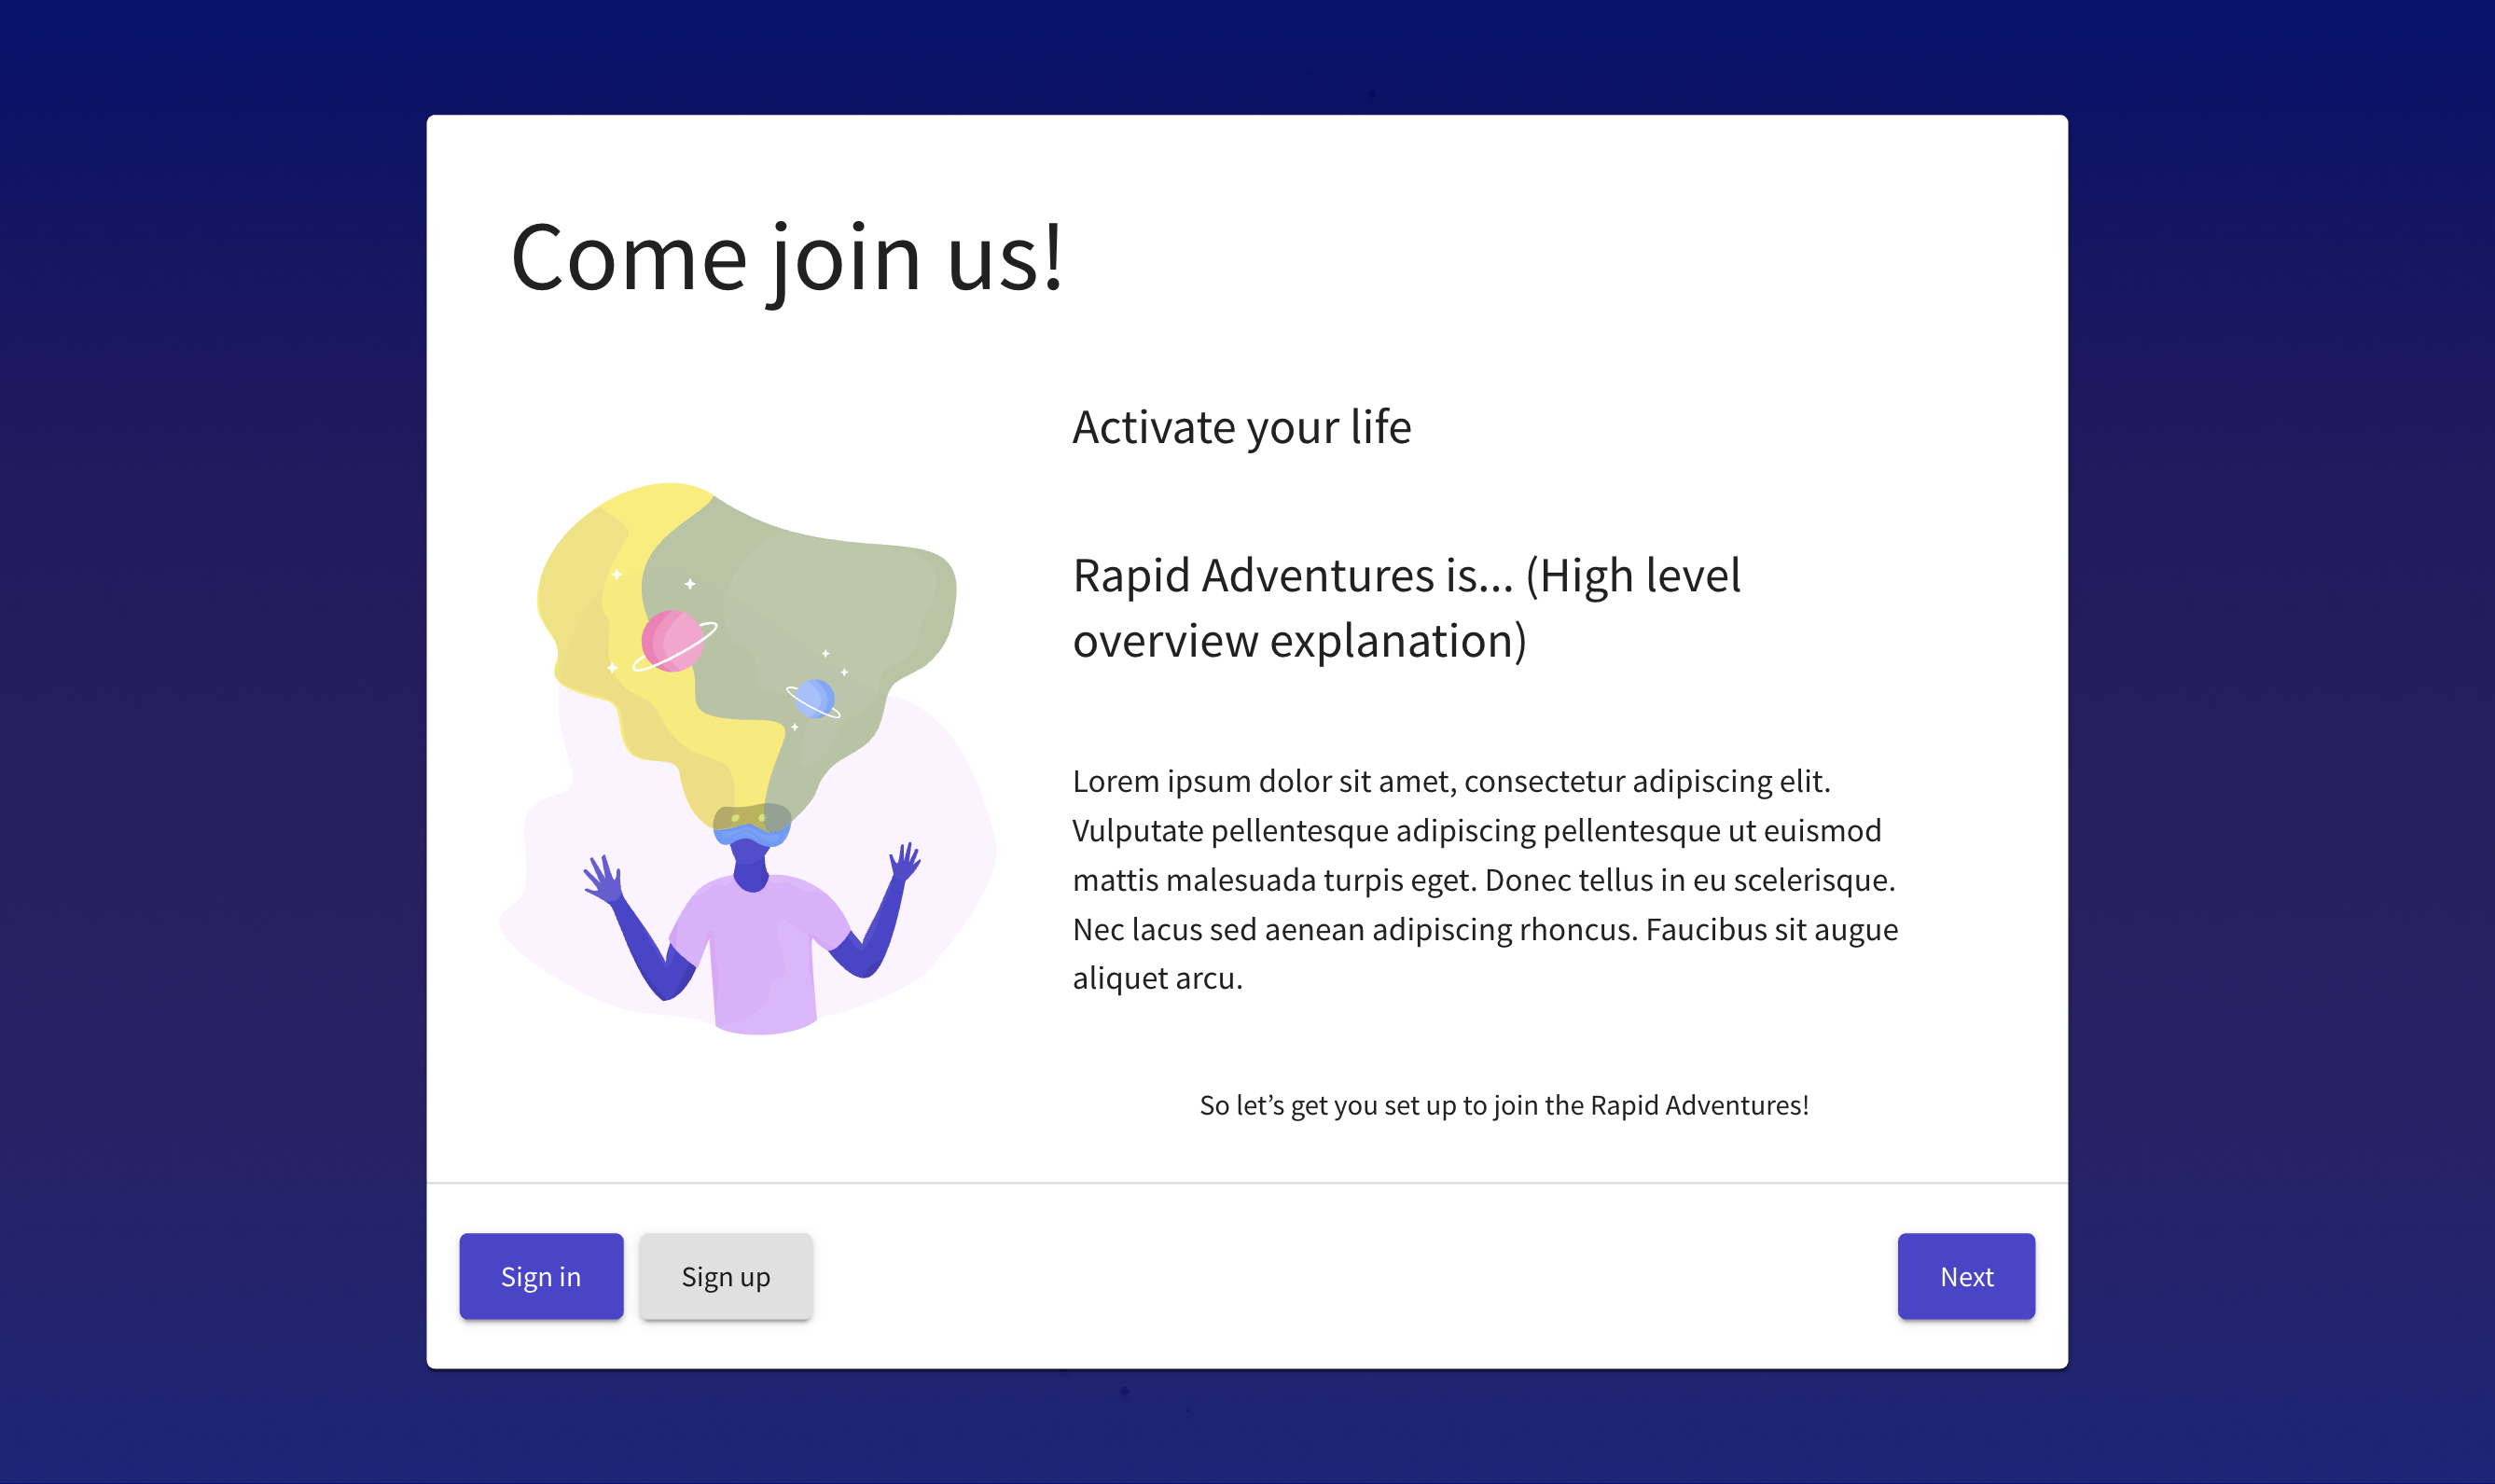 Come join us!
Activate your life
Rapid Adventures is... (High level
overview explanation)
Lorem ipsum dolor sit amet, consectetur adipiscing elit.
Vulputate pellentesque adipiscing pellentesque ut euismod
mattis malesuada turpis eget. Donec tellus in eu scelerisque.
Nec lacus sed aenean adipiscing rhoncus. Faucibus sit augue
aliquet arcu.
So let’s get you set up to join the Rapid Adventures!
Sign in
Sign up
Next